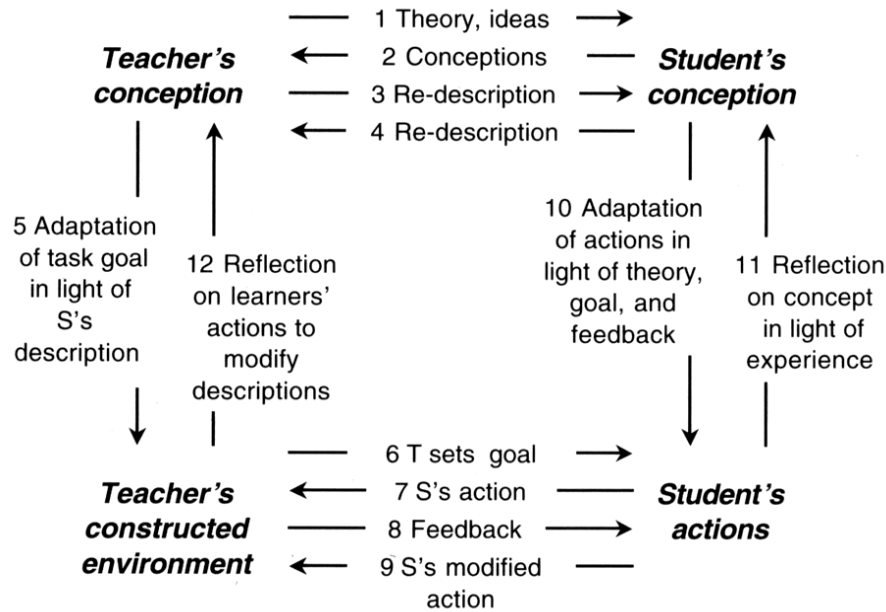 1 Theory, ideas
Teacher's
conception
2 Conceptions
3 Re-description
4 Re-description
Student's
conception
5 Adaptation
of task goal
in light of
S's
description
12 Reflection
on learners'
actions to
modify
descriptions
10 Adaptation
of actions in
light of theory,
goal, and
feedback
11 Reflection
on concept
in light of
experience
6 T sets goal
7 S's action
8 Feedback
9 S's modified
action
Teacher's
constructed
environment
Student's
actions